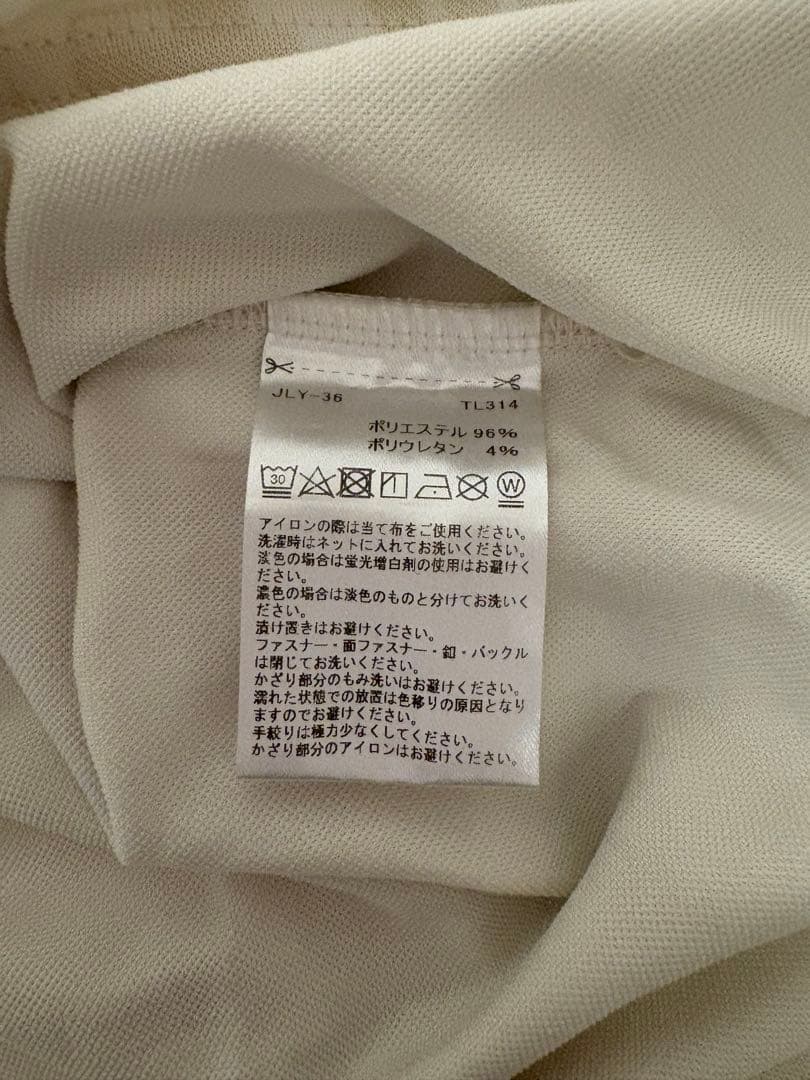 JLY-36
TL314
ポリエステル 96%
ポリウレタン 4%
30 W
アイロンの際は当て布をご使用ください。
洗濯時はネットに入れてお洗いください。
淡色の場合は蛍光増白剤の使用はお避けく
ださい。
濃色の場合は淡色のものと分けてお洗いく
ださい。
漬け置きはお避けください。
ファスナー・面ファスナー・釦・バックル
は閉じてお洗いください。
かざり部分のもみ洗いはお避けください。
濡れた状態での放置は色移りの原因となり
ますのでお避けください。
手絞りは極力少なくしてください。
かざり部分のアイロンはお避けください。